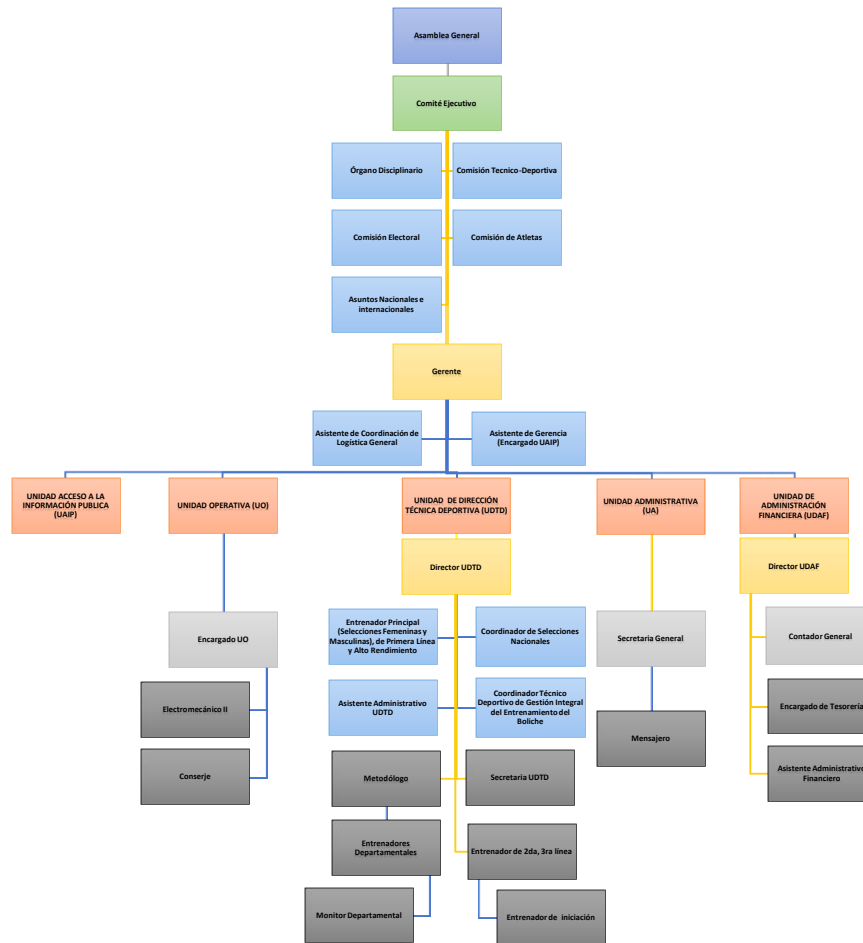 Asamblea General
Comité Ejecutivo
Órgano Disciplinario
Comisión Tecnico-Deportiva
Comisión Electoral
Comisión de Atletas
Asuntos Nacionales e
internacionales
Gerente
Asistente de Coordinación de
Logística General
Asistente de Gerencia
(Encargado UAIP)
UNIDAD ACCESO A LA
INFORMACIÓN PUBLICA
(UAIP)
UNIDAD OPERATIVA (UO)
UNIDAD DE DIRECCIÓN
TÉCNICA DEPORTIVA (UDTD)
UNIDAD ADMINISTRATIVA
(UA)
UNIDAD DE
ADMINISTRACIÓN
FINANCIERA (UDAF)
Director UDTD
Director UDAF
Entrenador Principal
(Selecciones Femeninas y
Masculinas), de Primera Línea
y Alto Rendimiento
Coordinador de Selecciones
Nacionales
Encargado UO
Secretaria General
Contador General
Electromecánico II
Asistente Administrativo
UDTD
Coordinador Técnico
Deportivo de Gestión Integral
del Entrenamiento del
Boliche
Mensajero
Encargado de Tesorería
Conserje
Metodólogo
Secretaria UDTD
Asistente Administrativo
Financiero
Entrenadores
Departamentales
Entrenador de 2da, 3ra línea
Monitor Departamental
Entrenador de iniciación